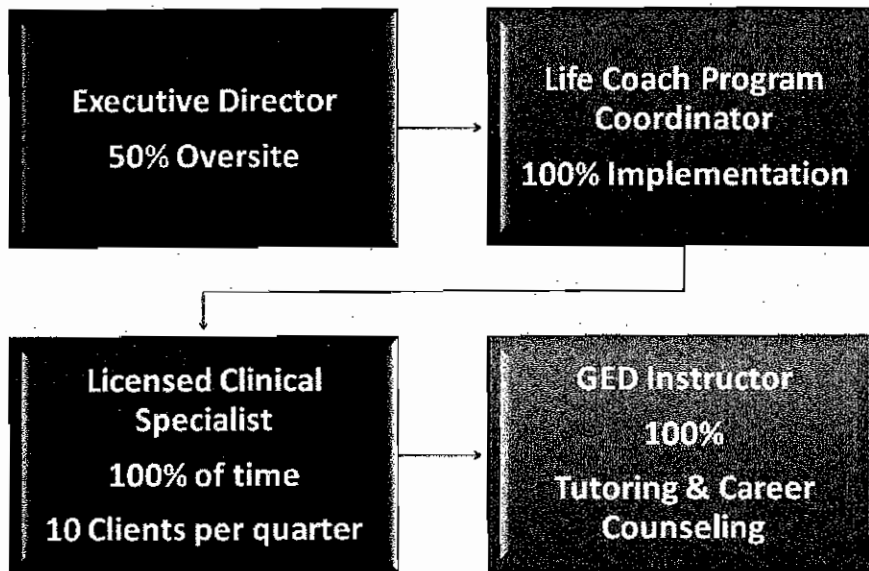 Executive Director
50% Oversite
Life Coach Program
Coordinator
100% Implementation
Licensed Clinical
Specialist
100% of time
10 Clients per quarter
GED Instructor
100%
Tutoring & Career
Counseling